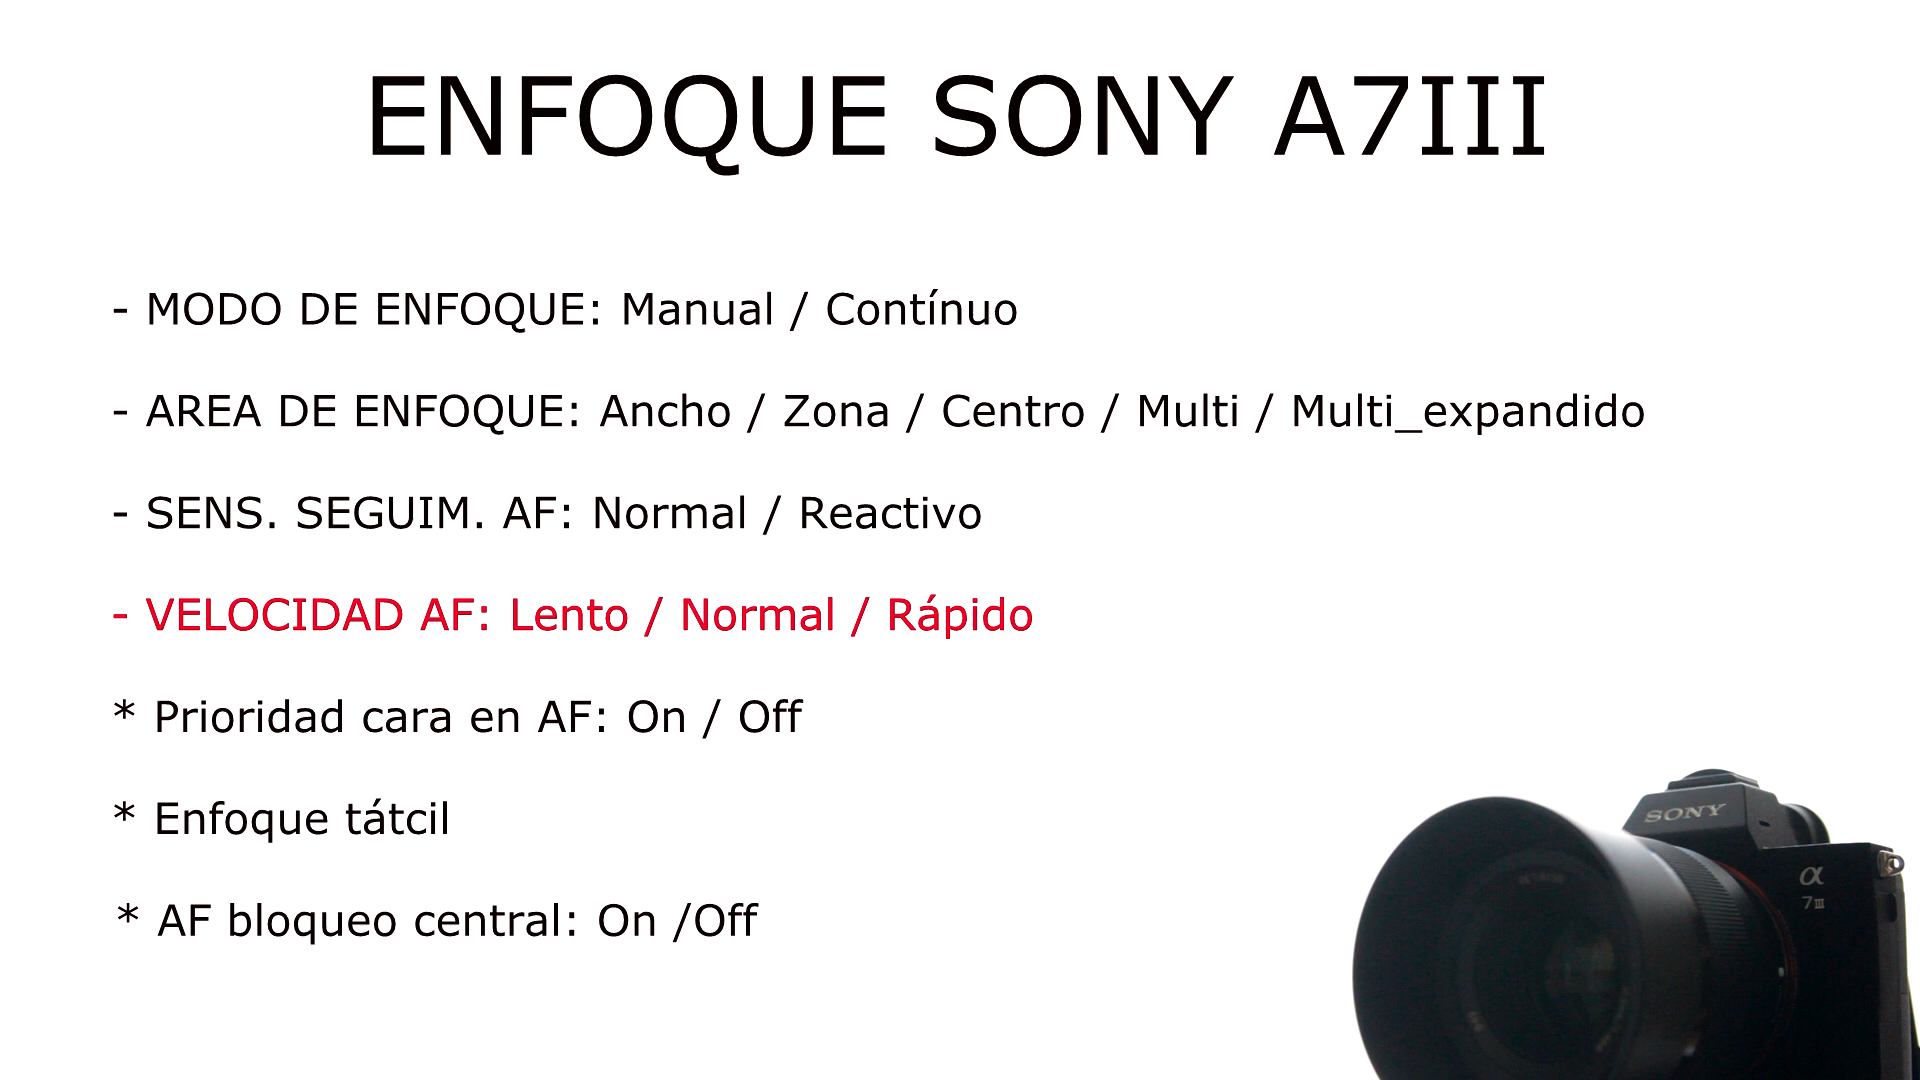 ENFOQUE SONY A7III
- MODO DE ENFOQUE: Manual / Contínuo
- AREA DE ENFOQUE: Ancho / Zona / Centro / Multi / Multi_expandido
- SENS. SEGUIM. AF: Normal / Reactivo
- VELOCIDAD AF: Lento / Normal / Rápido
* Prioridad cara en AF: On / Off
* Enfoque tátcil
* AF bloqueo central: On /Off
SONY
α
7III